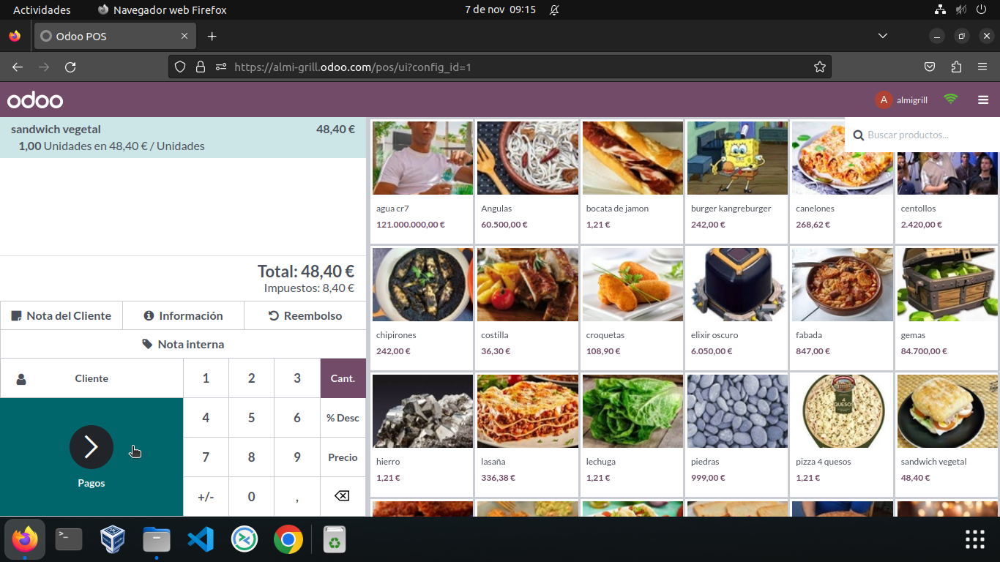 Actividades
Navegador web Firefox
7 de nov 09:15
Odoo POS
https://almi-grill.odoo.com/pos/ui?config_id=1
odoo
A almigrill
sandwich vegetal 48,40 €
1,00 Unidades en 48,40 € / Unidades
Buscar productos...
Total: 48,40 €
Impuestos: 8,40 €
Nota del Cliente
Información
Reembolso
Nota interna
Cliente
1 2 3 Cant.
4 5 6 % Desc
7 8 9 Precio
+/- 0 ,
Pagos
agua cr7
121.000.000,00 €
Angulas
60.500,00 €
bocata de jamon
1,21 €
burger kangreburger
242,00 €
canelones
268,62 €
centollos
2.420,00 €
chipirones
242,00 €
costilla
36,30 €
croquetas
108,90 €
elixir oscuro
6.050,00 €
fabada
847,00 €
gemas
84.700,00 €
hierro
1,21 €
lasaña
336,38 €
lechuga
1,21 €
piedras
999,00 €
4
QUESOS
pizza 4 quesos
1,21 €
sandwich vegetal
48,40 €